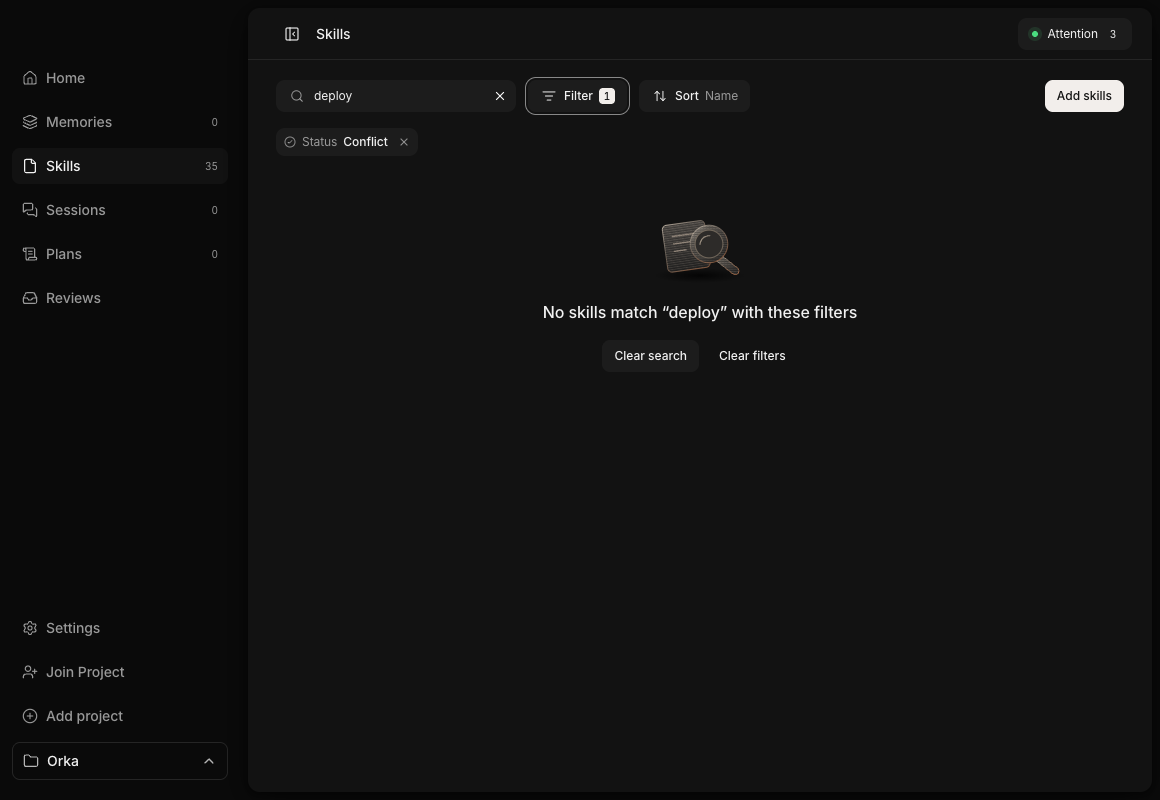 Skills
Attention 3
Home
Memories 0
Skills 35
Sessions 0
Plans 0
Reviews
deploy
Filter 1
Sort Name
Add skills
Status Conflict
No skills match “deploy” with these filters
Clear search
Clear filters
Settings
Join Project
Add project
Orka